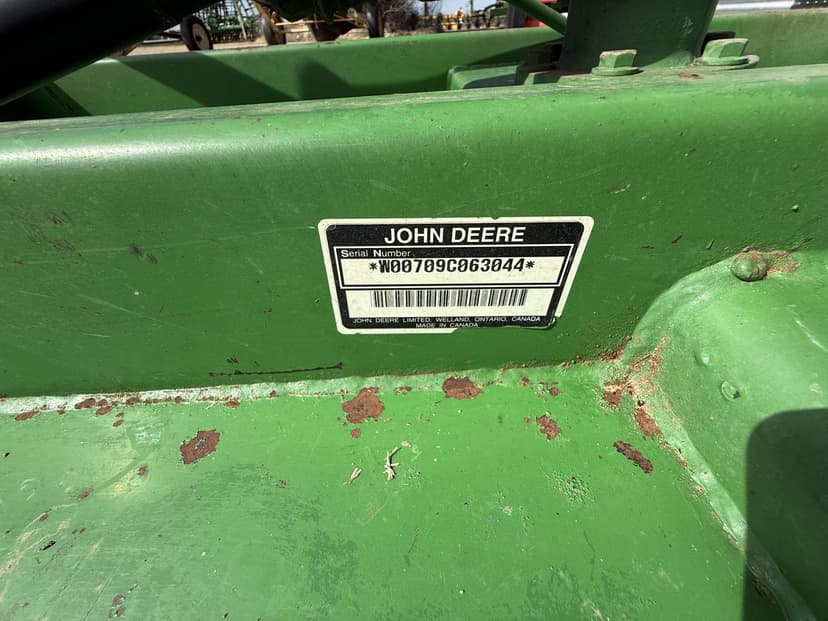 JOHN DEERE
Serial Number
*W00709C063044*
JOHN DEERE LIMITED, WELLAND, ONTARIO, CANADA
MADE IN CANADA